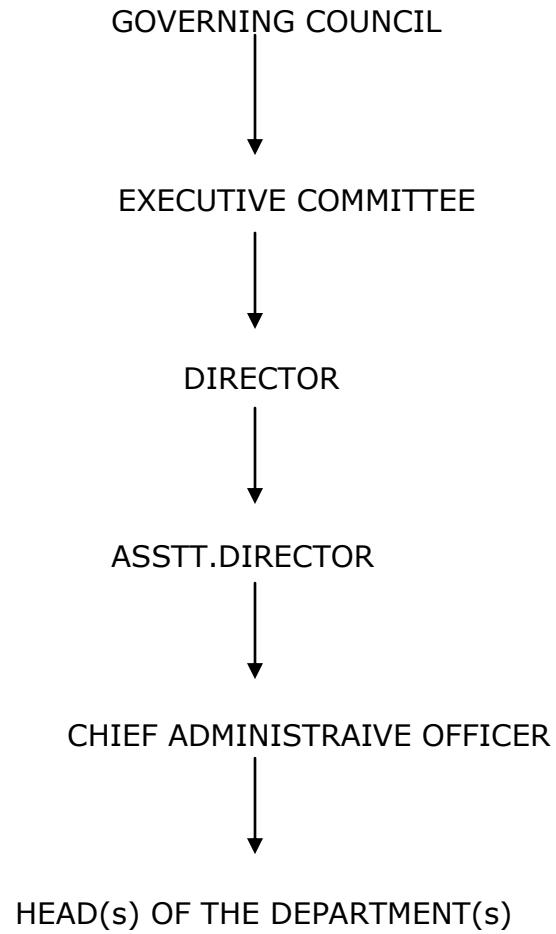 GOVERNING COUNCIL
EXECUTIVE COMMITTEE
DIRECTOR
ASSTT.DIRECTOR
CHIEF ADMINISTRAIVE OFFICER
HEAD(s) OF THE DEPARTMENT(s)